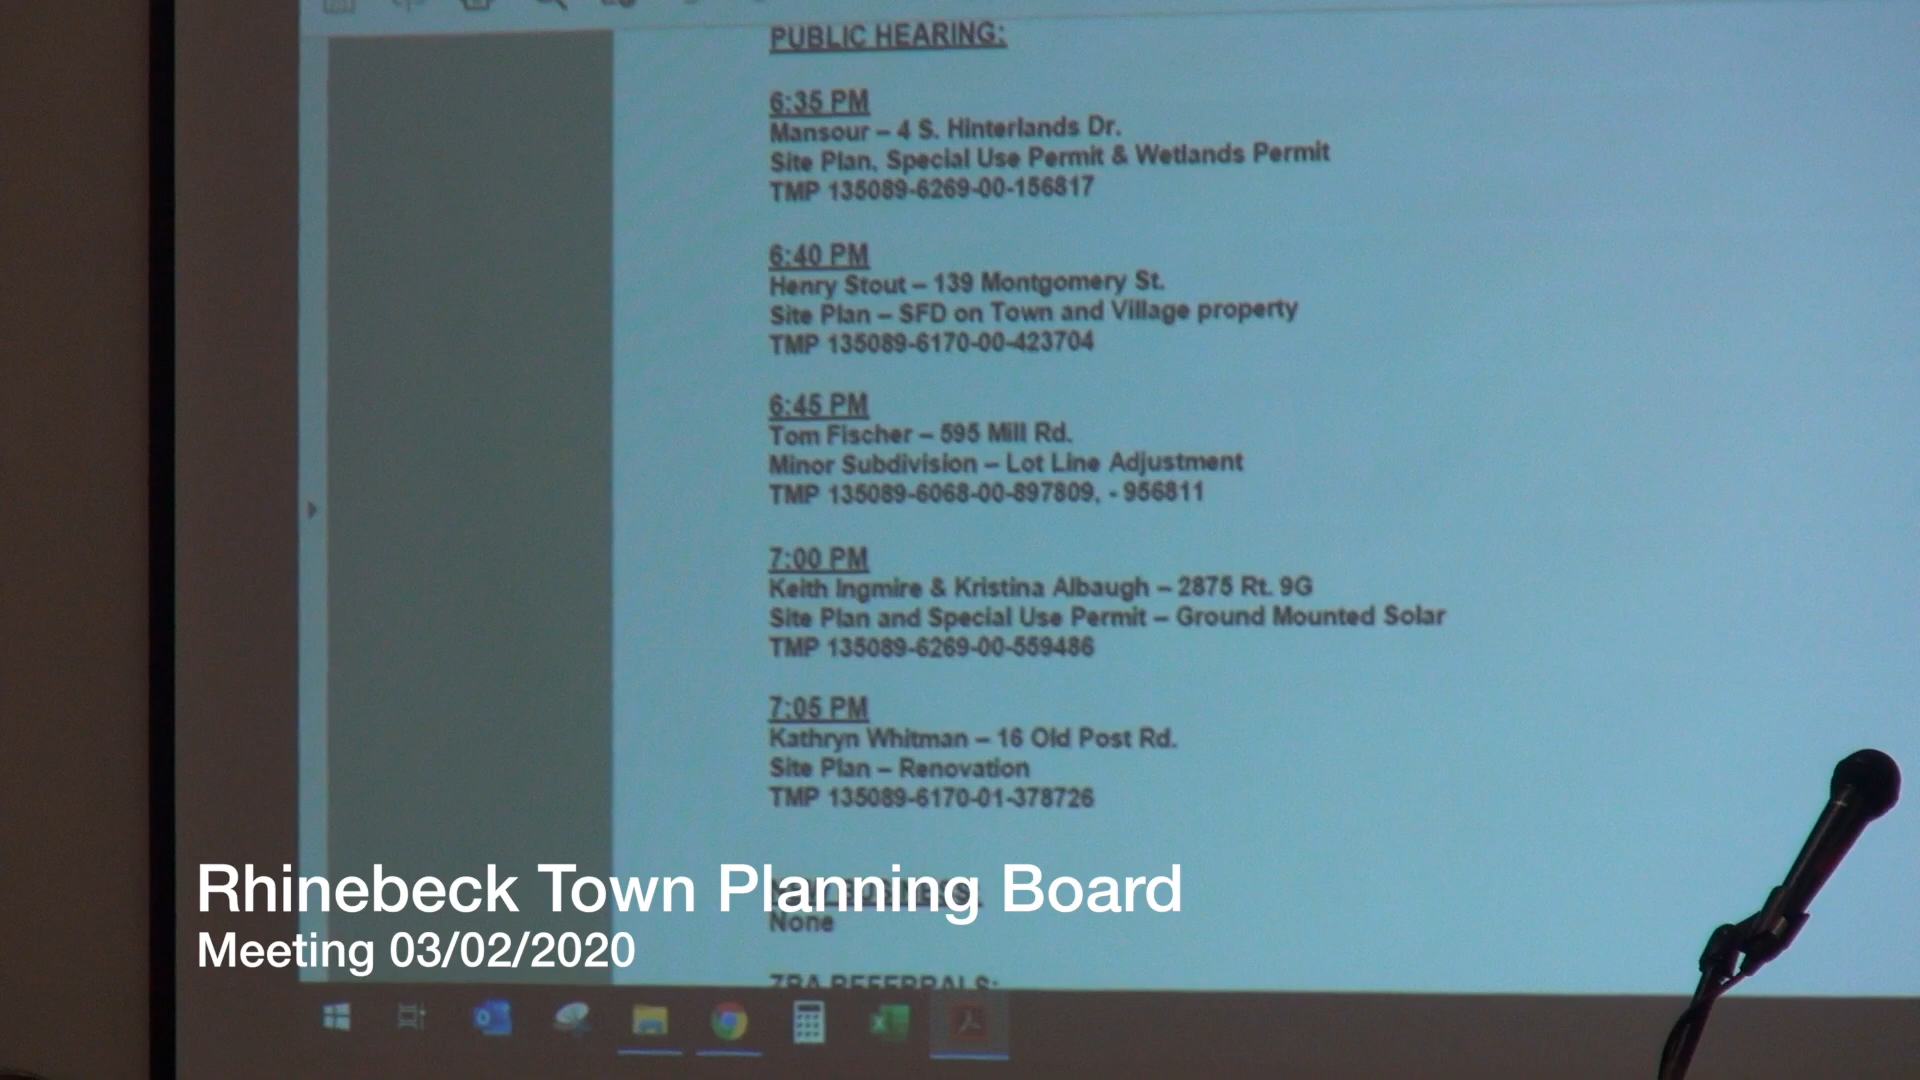 PUBLIC HEARING:
6:35 PM
Mansour – 4 S. Hinterlands Dr.
Site Plan, Special Use Permit & Wetlands Permit
TMP 135089-6269-00-156817
6:40 PM
Henry Stout – 139 Montgomery St.
Site Plan – SFD on Town and Village property
TMP 135089-6170-00-423704
6:45 PM
Tom Fischer – 595 Mill Rd.
Minor Subdivision – Lot Line Adjustment
TMP 135089-6068-00-897809, - 956811
7:00 PM
Keith Ingmire & Kristina Albaugh – 2875 Rt. 9G
Site Plan and Special Use Permit – Ground Mounted Solar
TMP 135089-6269-00-559486
7:05 PM
Kathryn Whitman – 16 Old Post Rd.
Site Plan – Renovation
TMP 135089-6170-01-378726
Rhinebeck Town Planning Board
None
Meeting 03/02/2020
ZBA REFERRALS: